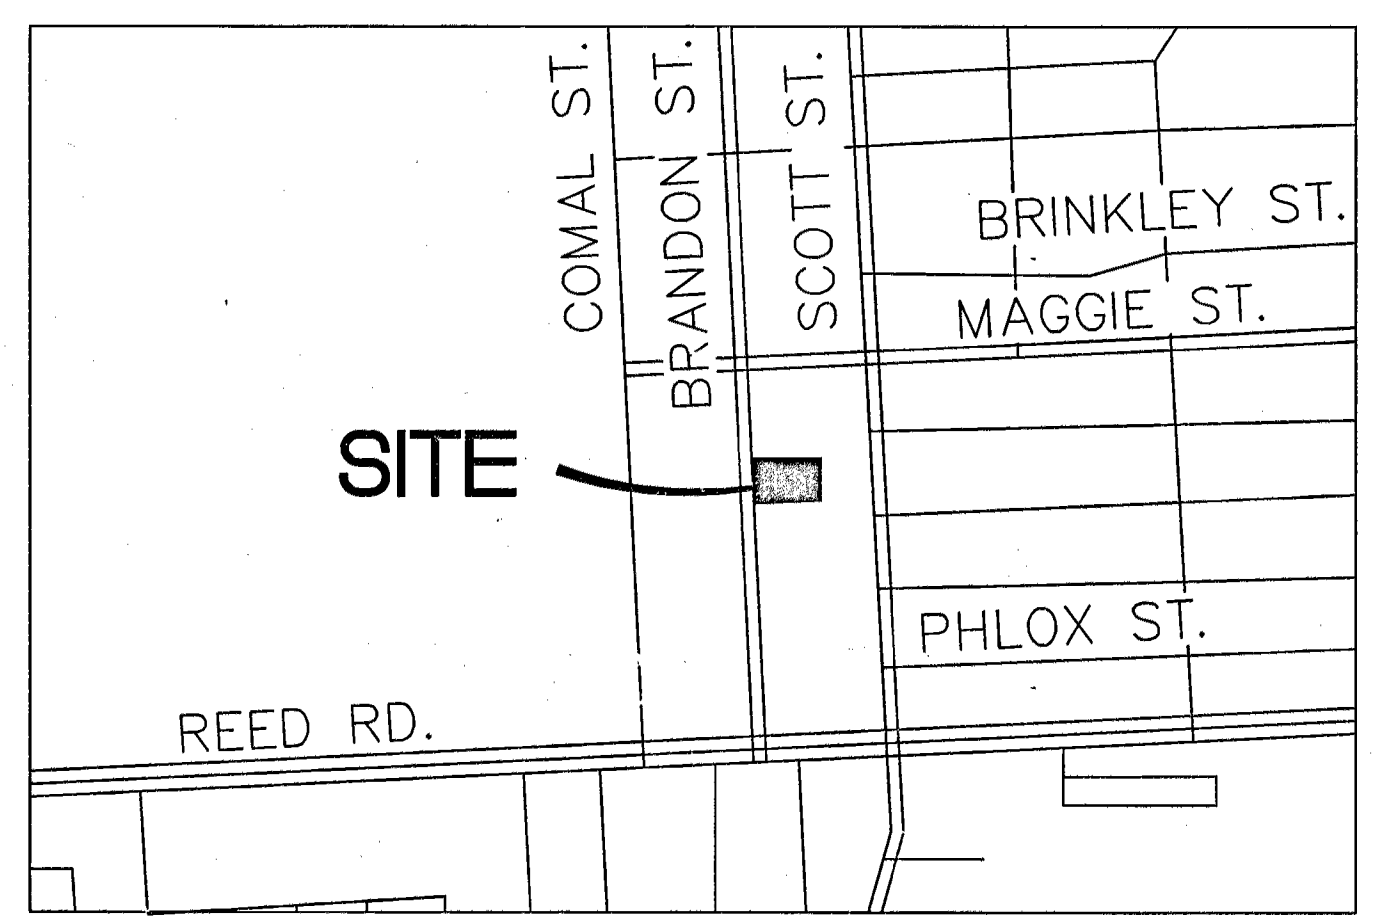 COMAL ST.
BRANDON ST.
SCOTT ST.
BRINKLEY ST.
MAGGIE ST.
SITE
PHLOX ST.
REED RD.